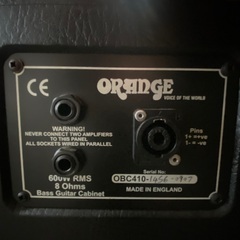 CE
ORANGE
VOICE OF THE WORLD
WARNING!
NEVER CONNECT TWO AMPLIFIERS
TO THIS PANEL
ALL SOCKETS WIRED IN PARALLEL
Pins
1+ =+ve
1- = -ve
600W RMS
8 Ohms
Bass Guitar Cabinet
Serial No:
OBC410-
MADE IN ENGLAND